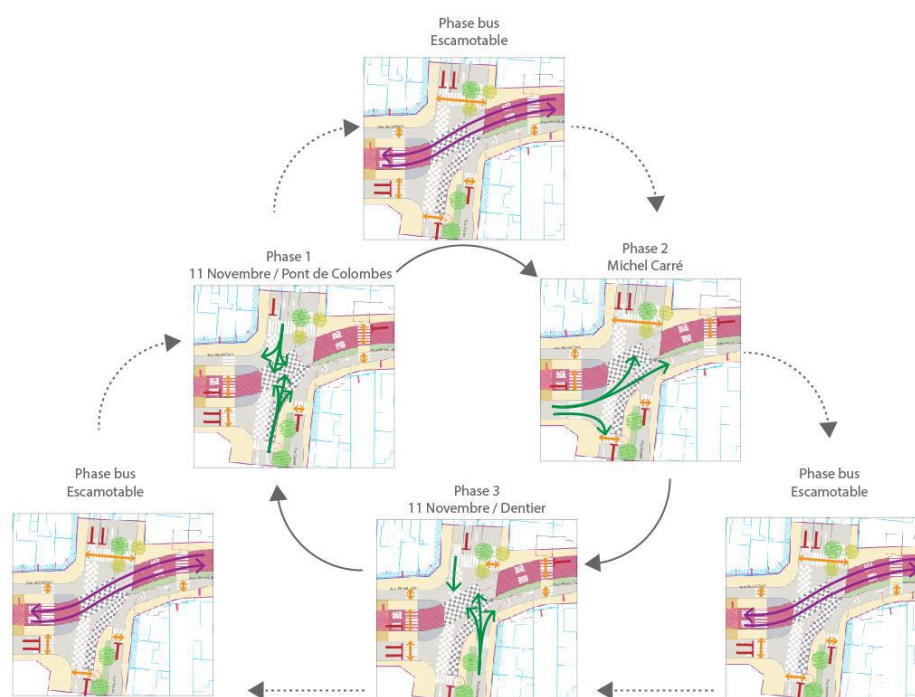 Phase bus
Escamotable
Phase 1
11 Novembre / Pont de Colombes
Phase 2
Michel Carré
Phase bus
Escamotable
Phase 3
11 Novembre / Dentier
Phase bus
Escamotable